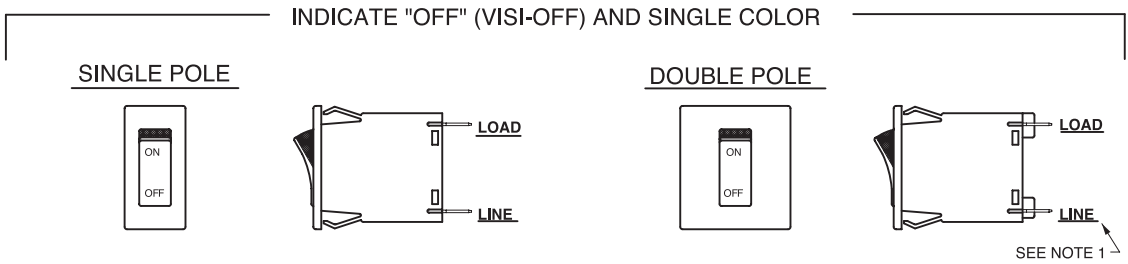 INDICATE "OFF" (VISI-OFF) AND SINGLE COLOR
SINGLE POLE
ON
OFF
LOAD
LINE
DOUBLE POLE
ON
OFF
LOAD
LINE
SEE NOTE 1